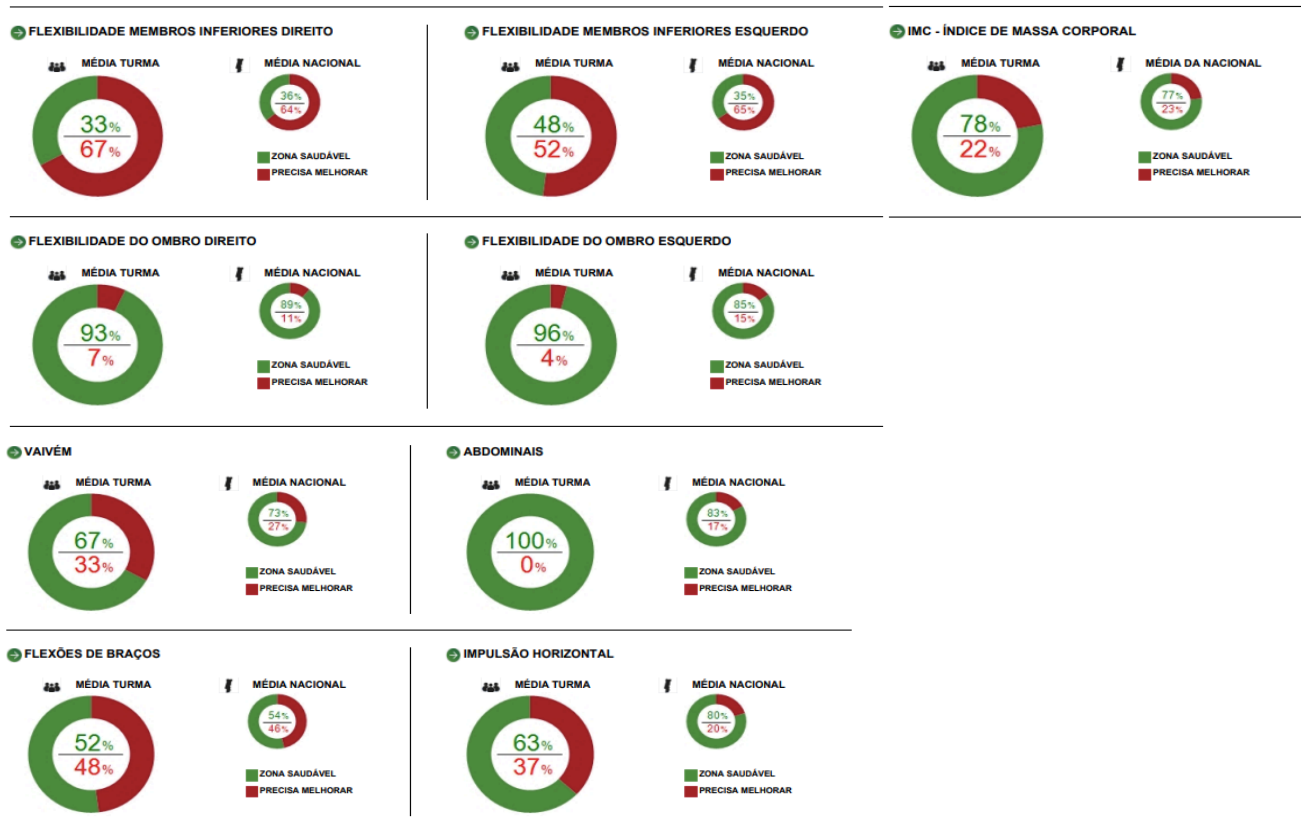 FLEXIBILIDADE MEMBROS INFERIORES DIREITO
MÉDIA TURMA
33%
67%
MÉDIA NACIONAL
36%
64%
ZONA SAUDÁVEL
PRECISA MELHORAR
FLEXIBILIDADE MEMBROS INFERIORES ESQUERDO
MÉDIA TURMA
48%
52%
MÉDIA NACIONAL
35%
65%
ZONA SAUDÁVEL
PRECISA MELHORAR
IMC - ÍNDICE DE MASSA CORPORAL
MÉDIA TURMA
78%
22%
MÉDIA DA NACIONAL
77%
23%
ZONA SAUDÁVEL
PRECISA MELHORAR
FLEXIBILIDADE DO OMBRO DIREITO
MÉDIA TURMA
93%
7%
MÉDIA NACIONAL
89%
11%
ZONA SAUDÁVEL
PRECISA MELHORAR
FLEXIBILIDADE DO OMBRO ESQUERDO
MÉDIA TURMA
96%
4%
MÉDIA NACIONAL
85%
15%
ZONA SAUDÁVEL
PRECISA MELHORAR
VAIVÉM
MÉDIA TURMA
67%
33%
MÉDIA NACIONAL
73%
27%
ZONA SAUDÁVEL
PRECISA MELHORAR
ABDOMINAIS
MÉDIA TURMA
100%
0%
MÉDIA NACIONAL
83%
17%
ZONA SAUDÁVEL
PRECISA MELHORAR
FLEXÕES DE BRAÇOS
MÉDIA TURMA
52%
48%
MÉDIA NACIONAL
54%
46%
ZONA SAUDÁVEL
PRECISA MELHORAR
IMPULSÃO HORIZONTAL
MÉDIA TURMA
63%
37%
MÉDIA NACIONAL
80%
20%
ZONA SAUDÁVEL
PRECISA MELHORAR